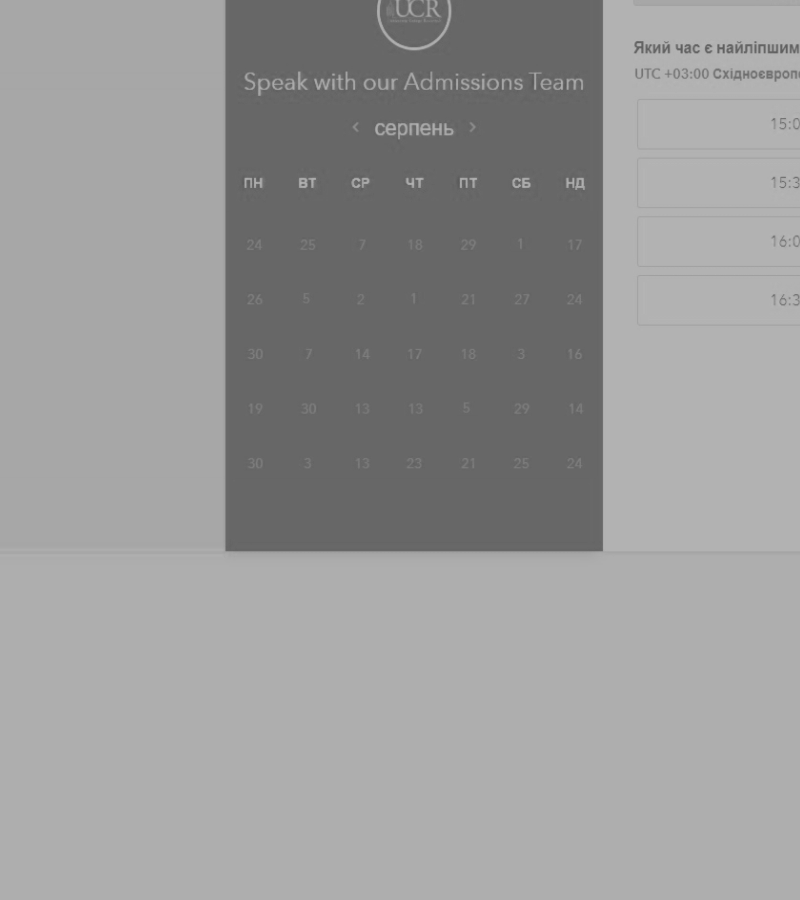 UCR
Speak with our Admissions Team
< серпень >
ПН ВТ СР ЧТ ПТ СБ НД
24 25 7 18 29 1 17
26 5 2 1 21 27 24
30 7 14 17 18 3 16
19 30 13 13 5 29 14
30 3 13 23 21 25 24
Який час є найліпшим
UTC +03:00 Східноєвропе
15:0
15:3
16:0
16:3